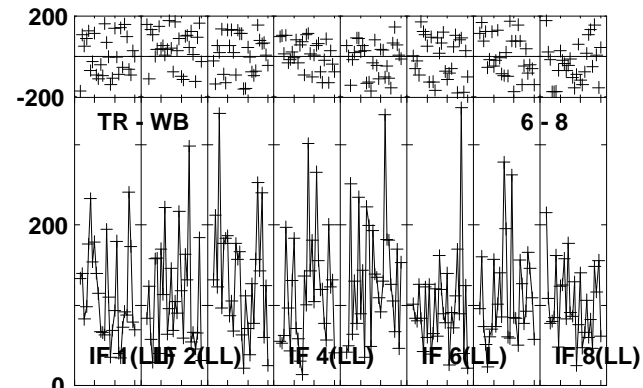 200
-200
TR - WB 6 - 8
200
IF 1(LL) IF 2(LL) IF 4(LL) IF 6(LL) IF 8(LL)
0